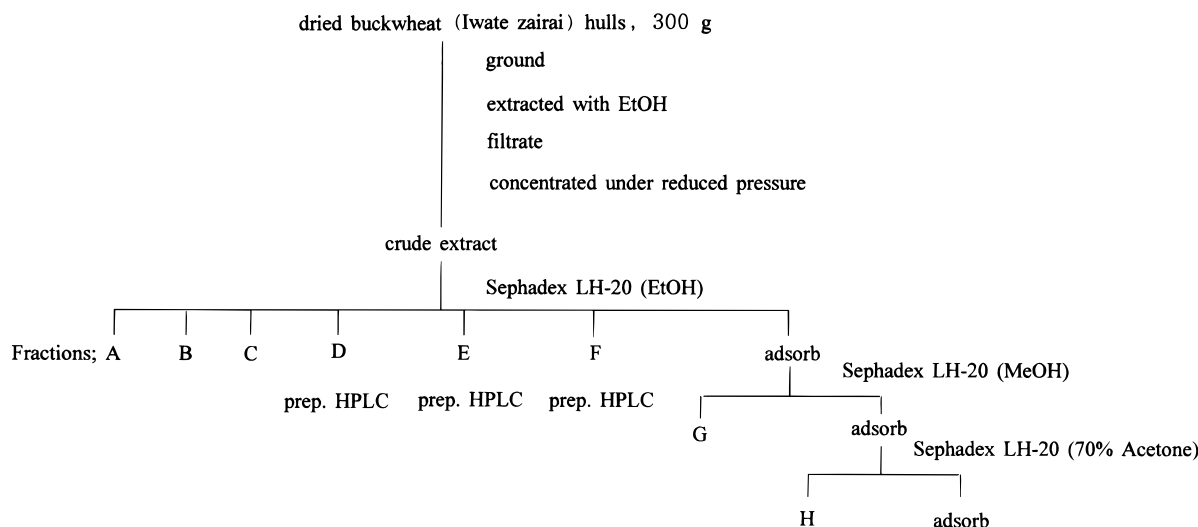 dried buckwheat (Iwate zairai) hulls, 300 g
ground
extracted with EtOH
filtrate
concentrated under reduced pressure
crude extract
Sephadex LH-20 (EtOH)
Fractions; A B C D E F adsorb
Sephadex LH-20 (MeOH)
prep. HPLC prep. HPLC prep. HPLC
G adsorb
Sephadex LH-20 (70% Acetone)
H adsorb